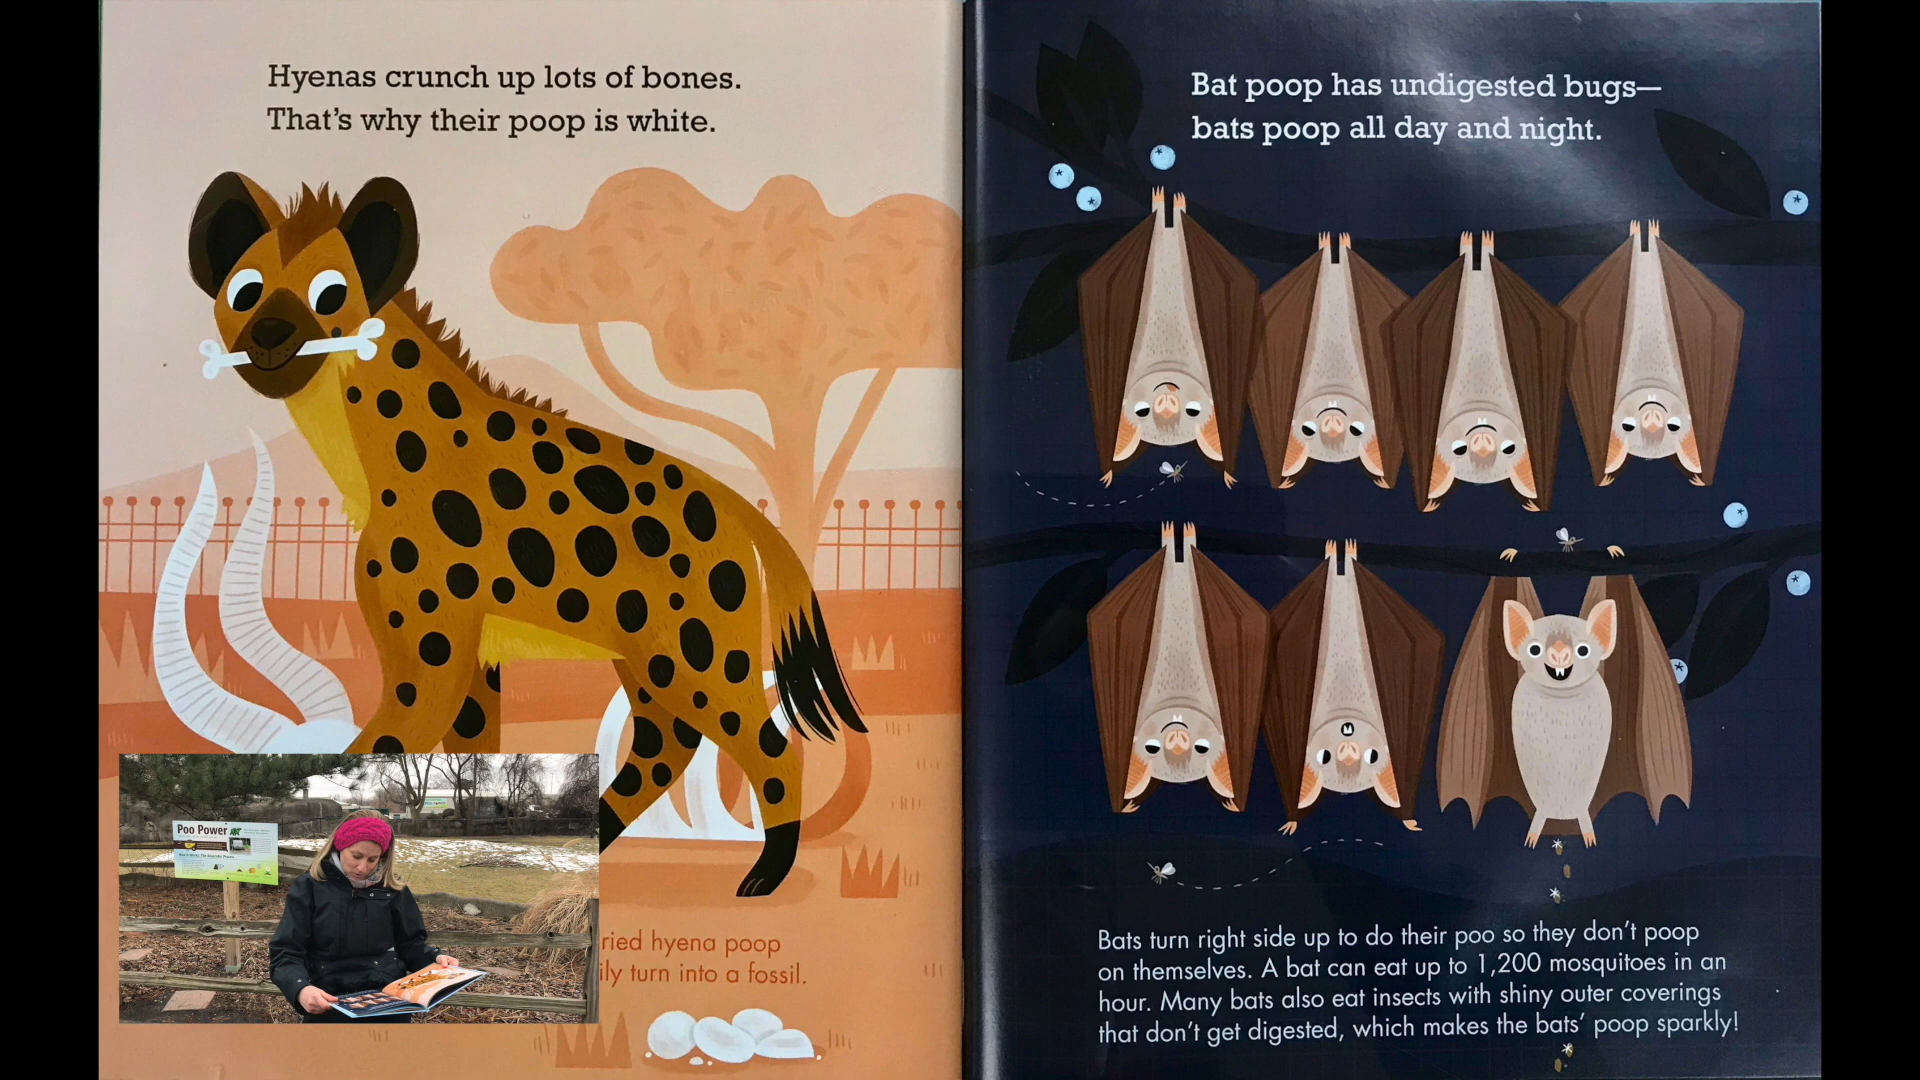 Hyenas crunch up lots of bones.
That's why their poop is white.
ried hyena poop
ily turn into a fossil.
Bat poop has undigested bugs—
bats poop all day and night.
Bats turn right side up to do their poo so they don't poop
on themselves. A bat can eat up to 1,200 mosquitoes in an
hour. Many bats also eat insects with shiny outer coverings
that don't get digested, which makes the bats' poop sparkly!
Poo Power